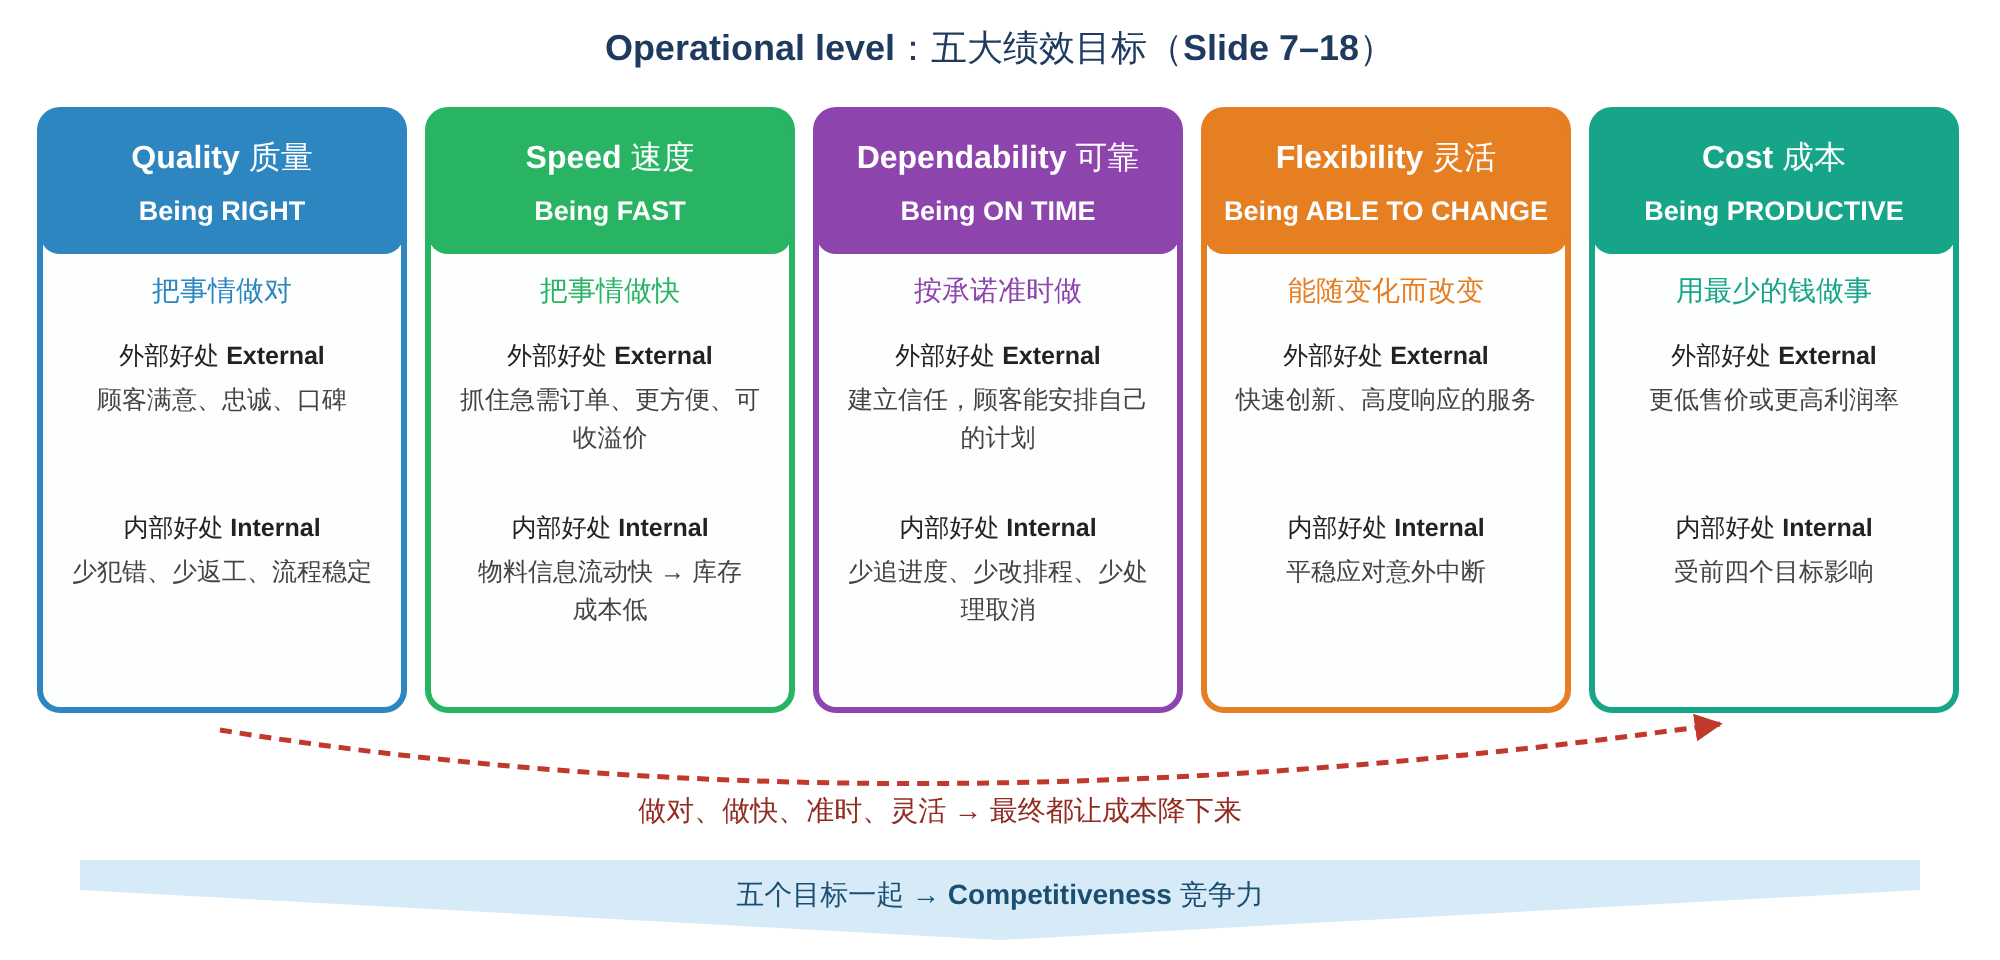 Operational level：五大绩效目标（Slide 7–18）
Quality 质量
Being RIGHT
把事情做对
外部好处 External
顾客满意、忠诚、口碑
内部好处 Internal
少犯错、少返工、流程稳定
Speed 速度
Being FAST
把事情做快
外部好处 External
抓住急需订单、更方便、可
收溢价
内部好处 Internal
物料信息流动快 → 库存
成本低
Dependability 可靠
Being ON TIME
按承诺准时做
外部好处 External
建立信任，顾客能安排自己
的计划
内部好处 Internal
少追进度、少改排程、少处
理取消
Flexibility 灵活
Being ABLE TO CHANGE
能随变化而改变
外部好处 External
快速创新、高度响应的服务
内部好处 Internal
平稳应对意外中断
Cost 成本
Being PRODUCTIVE
用最少的钱做事
外部好处 External
更低售价或更高利润率
内部好处 Internal
受前四个目标影响
做对、做快、准时、灵活 → 最终都让成本降下来
五个目标一起 → Competitiveness 竞争力